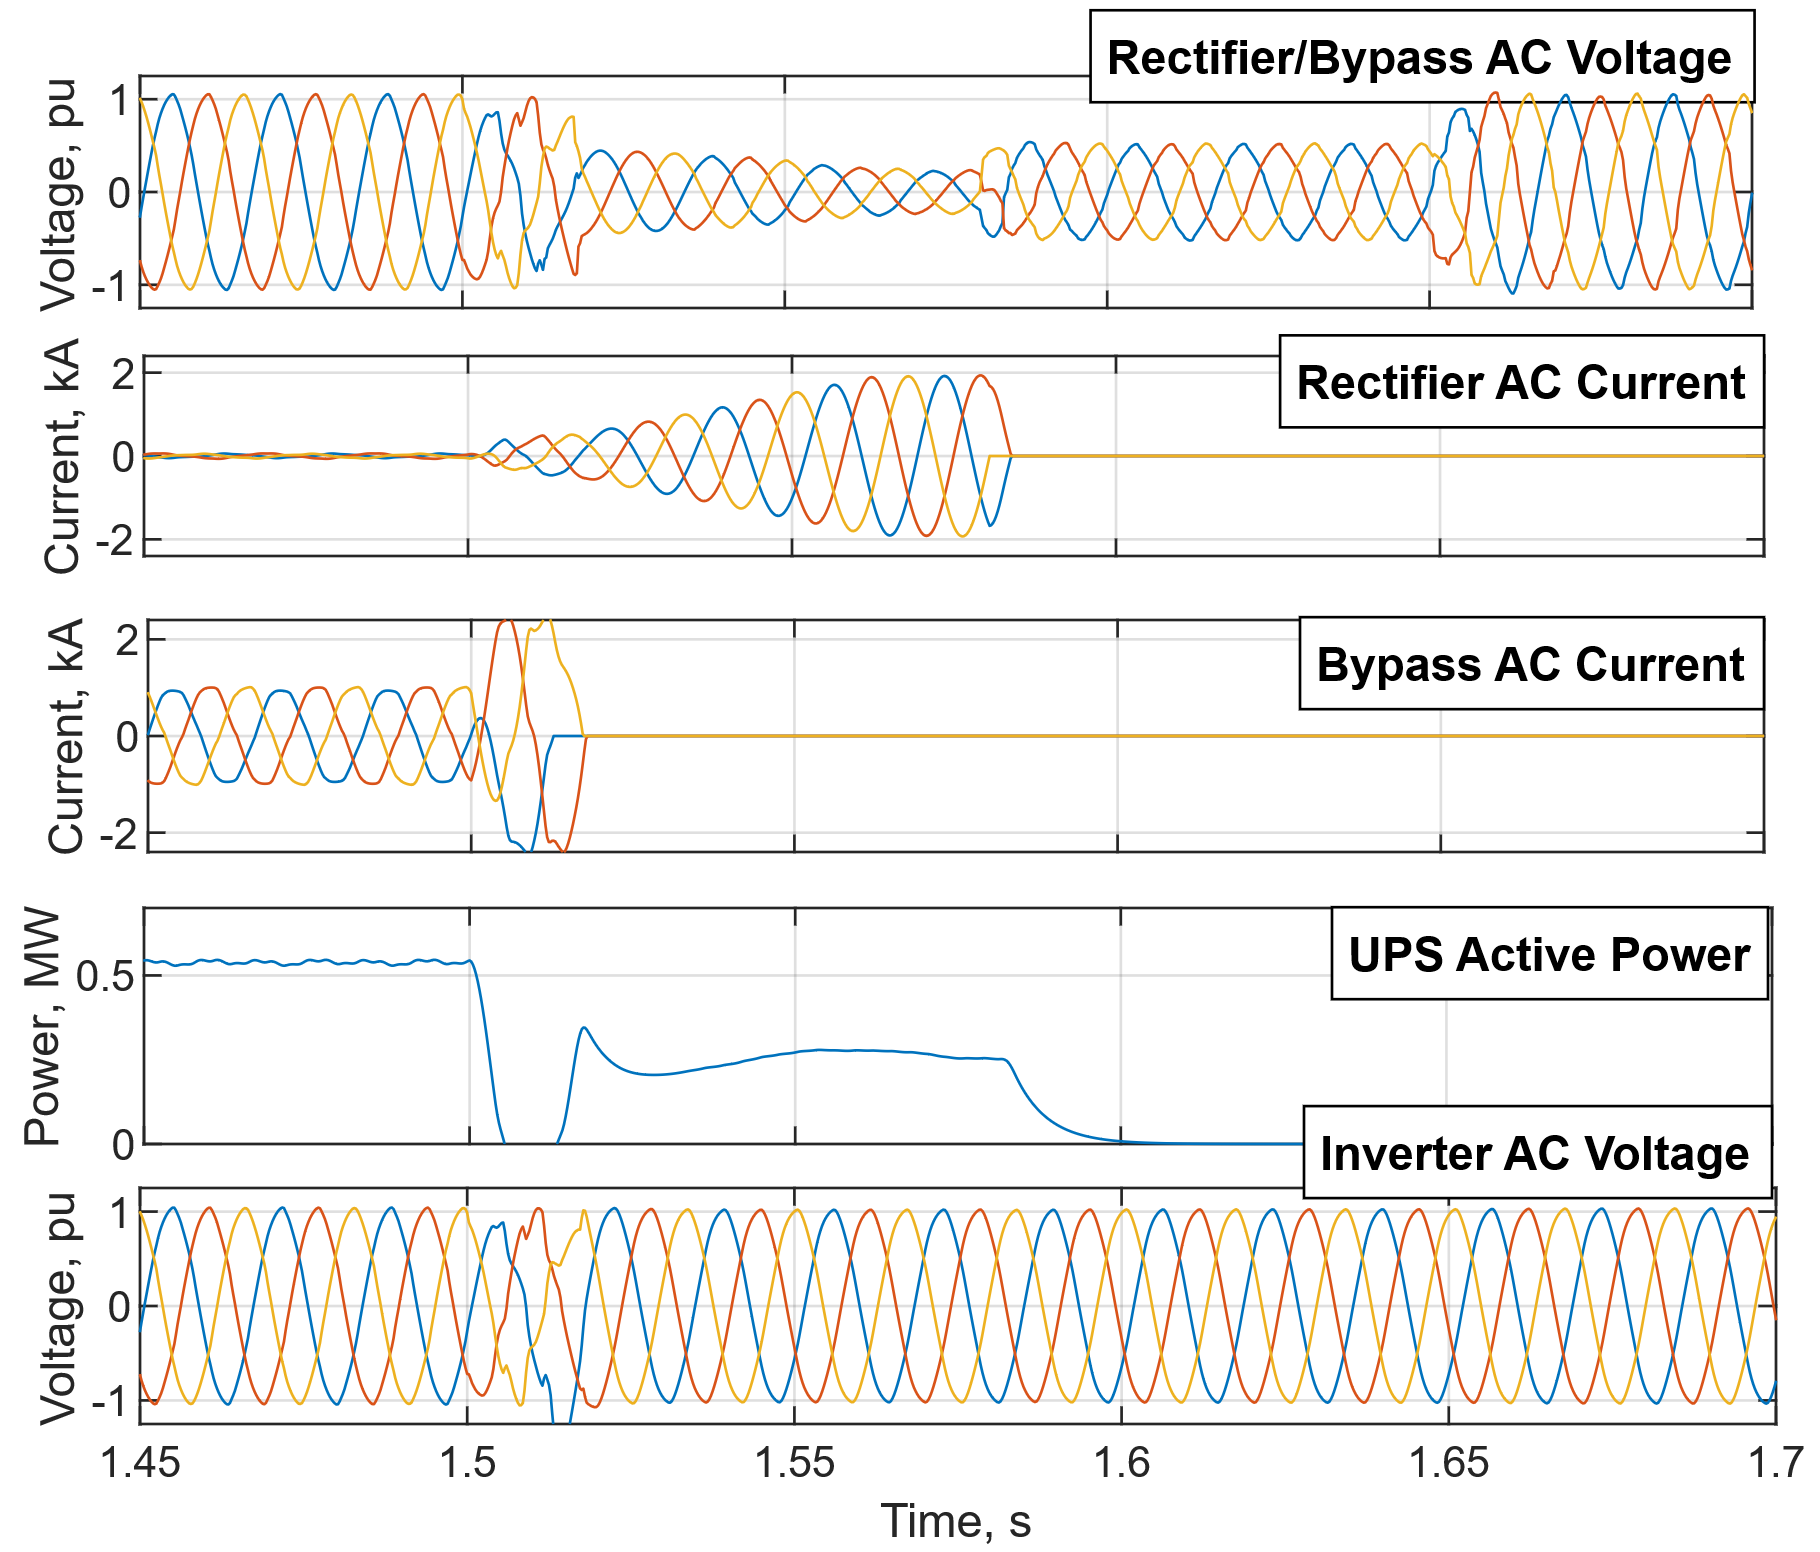 Rectifier/Bypass AC Voltage
Voltage, pu
1
0
-1
Rectifier AC Current
Current, kA
2
0
-2
Bypass AC Current
Current, kA
2
0
-2
UPS Active Power
Power, MW
0.5
0
Inverter AC Voltage
Voltage, pu
1
0
-1
1.45 1.5 1.55 1.6 1.65 1.7
Time, s